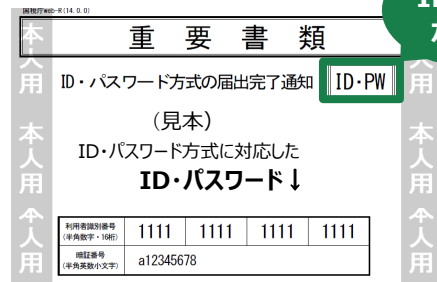 国税庁web-R(14.0.0)
重要書類
ID・パスワード方式の届出完了通知 ID・PW
(見本)
ID・パスワード方式に対応した
ID・パスワード↓
利用者識別番号
(半角数字・16桁)
1111 1111 1111 1111
暗証番号
(半角英数小文字)
a12345678
本人用 本人用 本人用
本人用 本人用